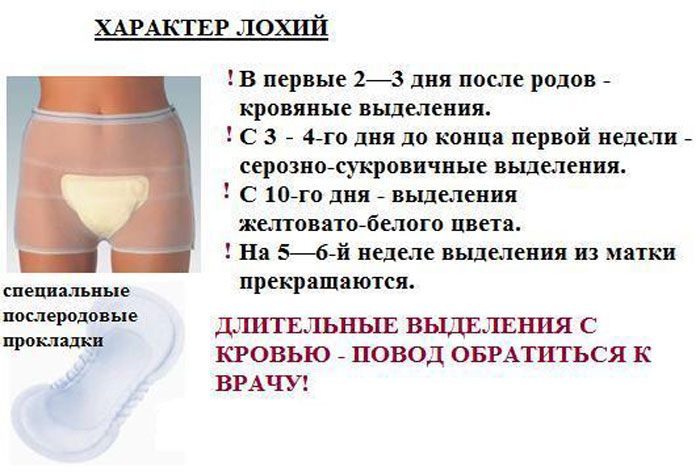 ХАРАКТЕР ЛОХИЙ
! В первые 2—3 дня после родов -
кровяные выделения.
! С 3 - 4-го дня до конца первой недели -
серозно-сукровичные выделения.
! С 10-го дня - выделения
желтовато-белого цвета.
! На 5—6-й неделе выделения из матки
прекращаются.
специальные
послеродовые
прокладки
ДЛИТЕЛЬНЫЕ ВЫДЕЛЕНИЯ С
КРОВЬЮ - ПОВОД ОБРАТИТЬСЯ К
ВРАЧУ!